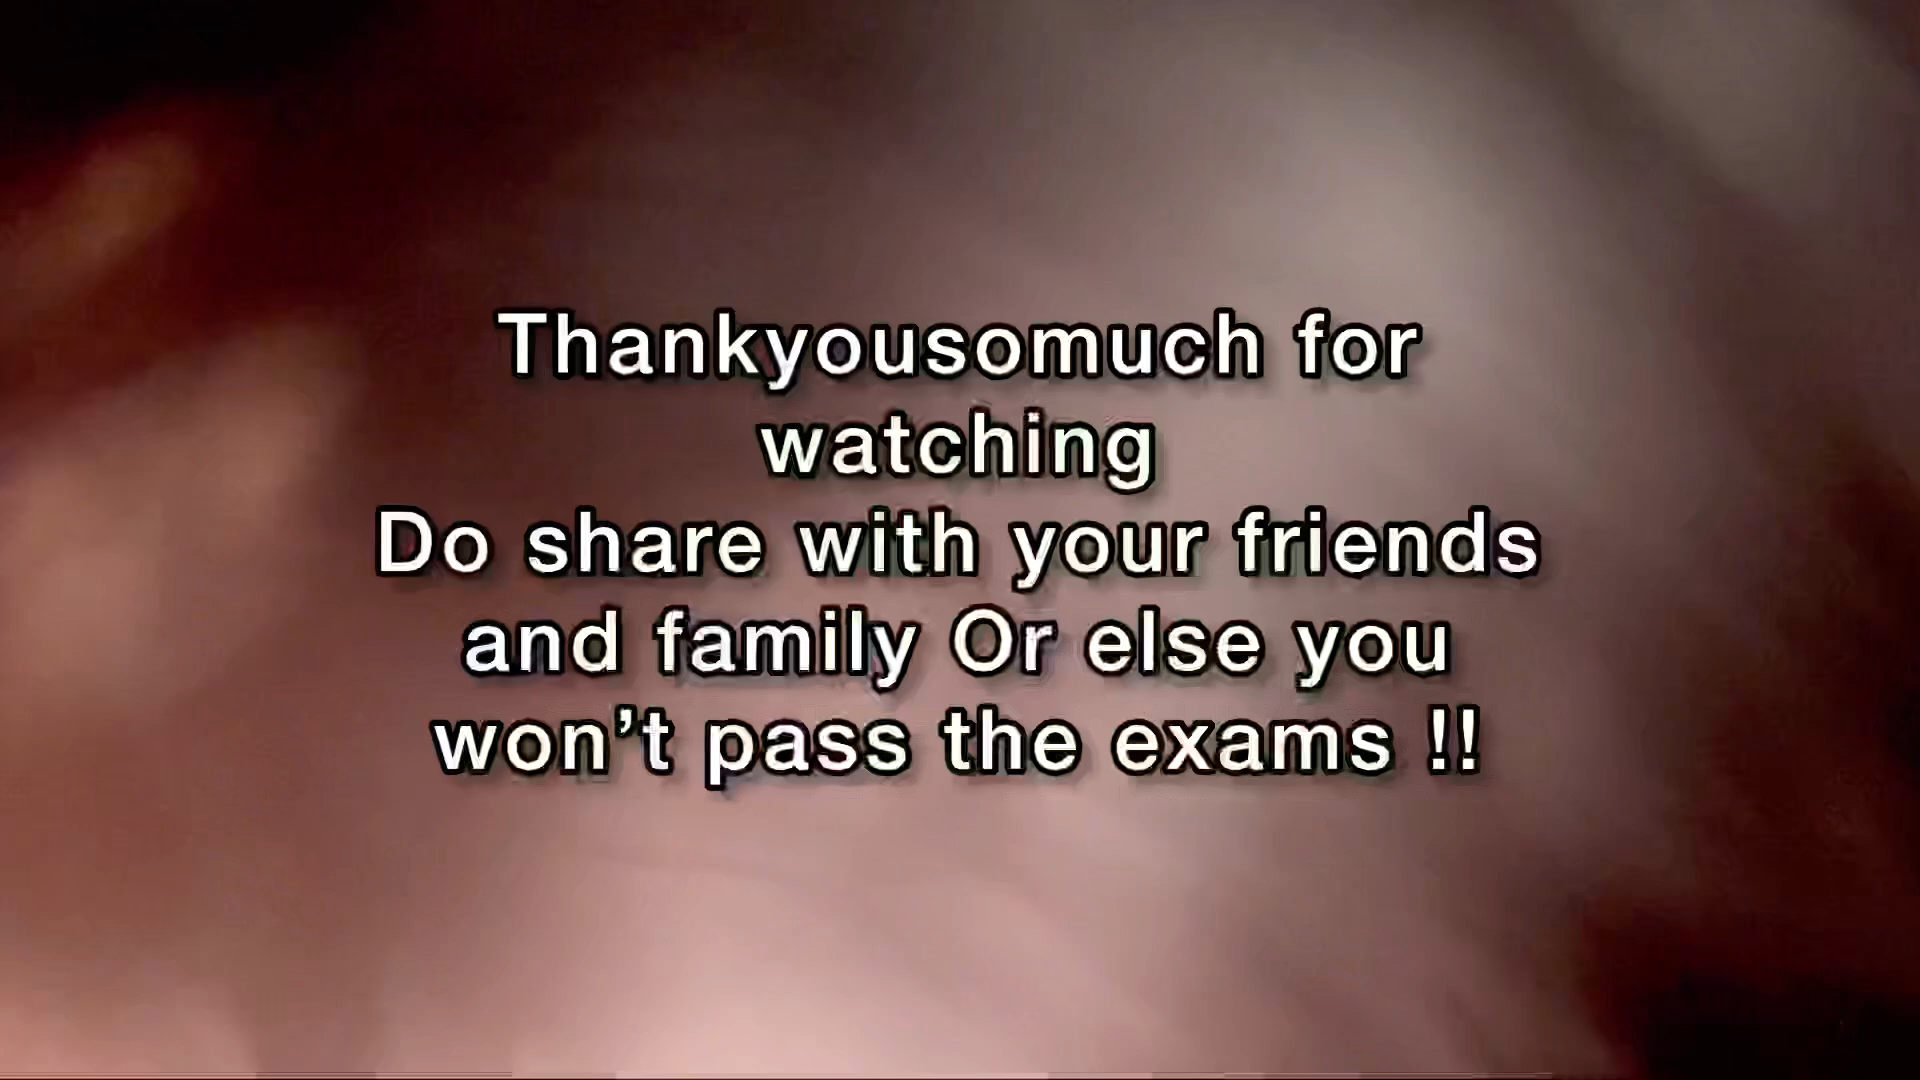 Thankyousomuch for
watching
Do share with your friends
and family Or else you
won’t pass the exams !!